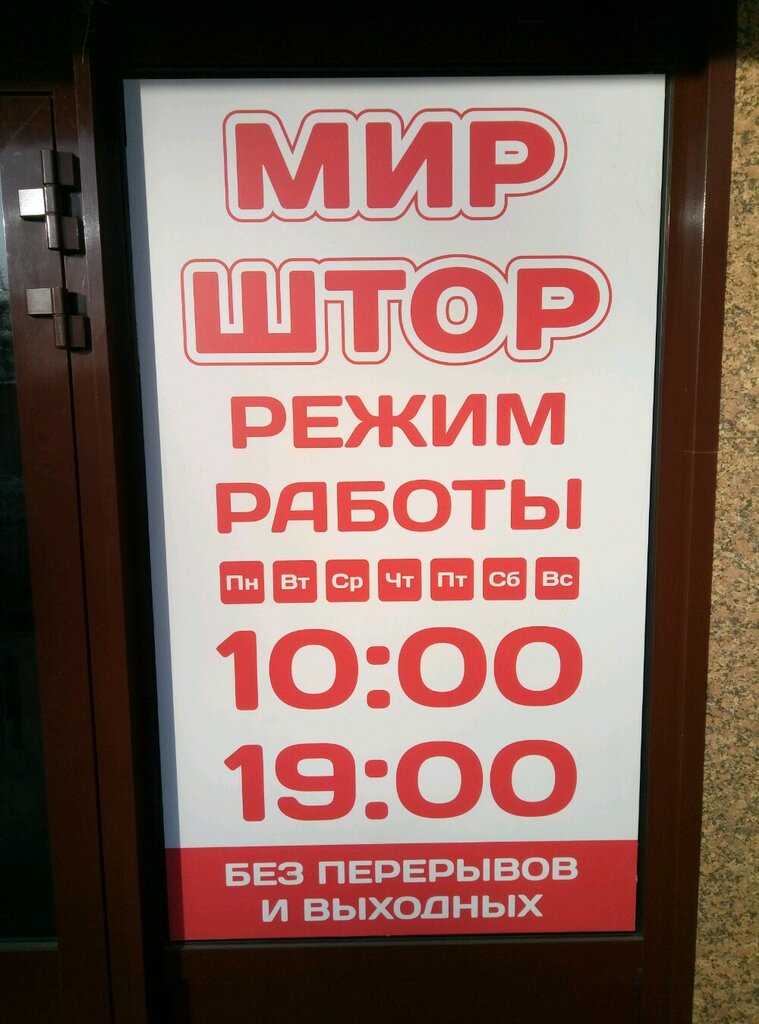 МИР
ШТОР
РЕЖИМ
РАБОТЫ
Пн Вт Ср Чт Пт Сб Вс
10:00
19:00
БЕЗ ПЕРЕРЫВОВ
И ВЫХОДНЫХ